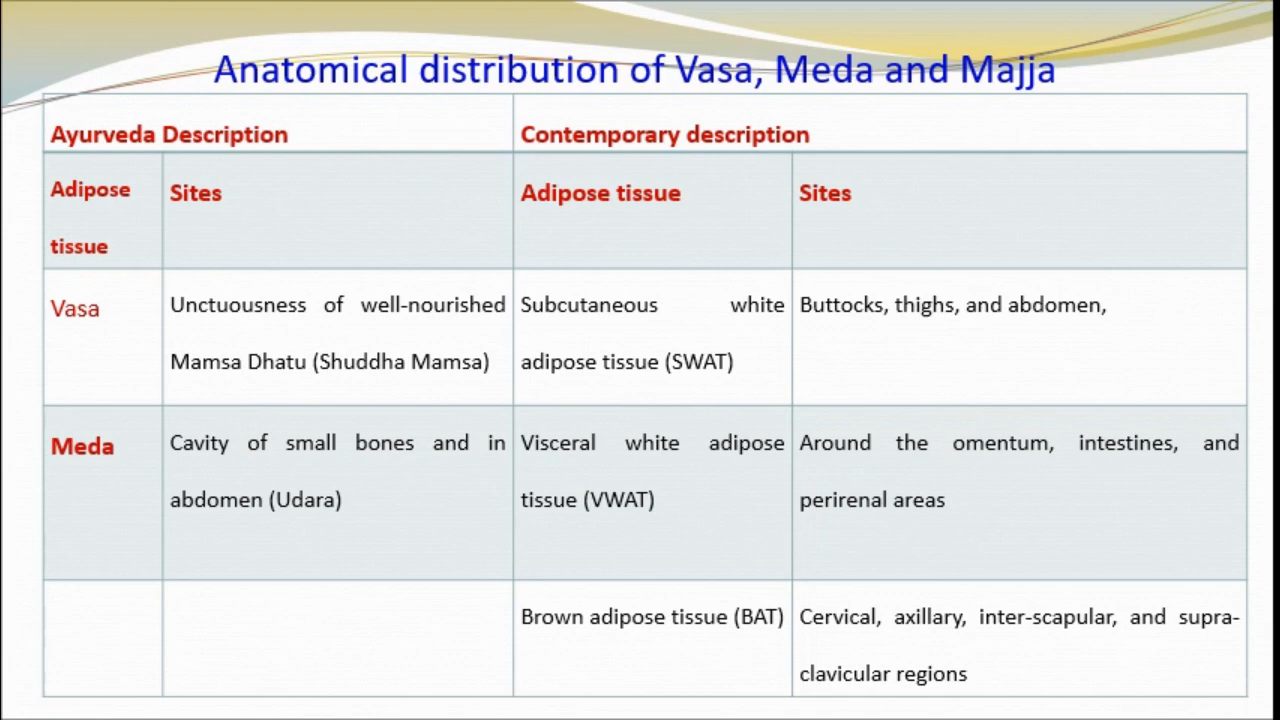 Anatomical distribution of Vasa, Meda and Majja
Ayurveda Description
Contemporary description
Adipose
tissue
Sites
Adipose tissue
Sites
Vasa
Unctuousness of well-nourished
Mamsa Dhatu (Shuddha Mamsa)
Subcutaneous white
adipose tissue (SWAT)
Buttocks, thighs, and abdomen,
Meda
Cavity of small bones and in
abdomen (Udara)
Visceral white adipose
tissue (VWAT)
Around the omentum, intestines, and
perirenal areas
Brown adipose tissue (BAT)
Cervical, axillary, inter-scapular, and supra-
clavicular regions